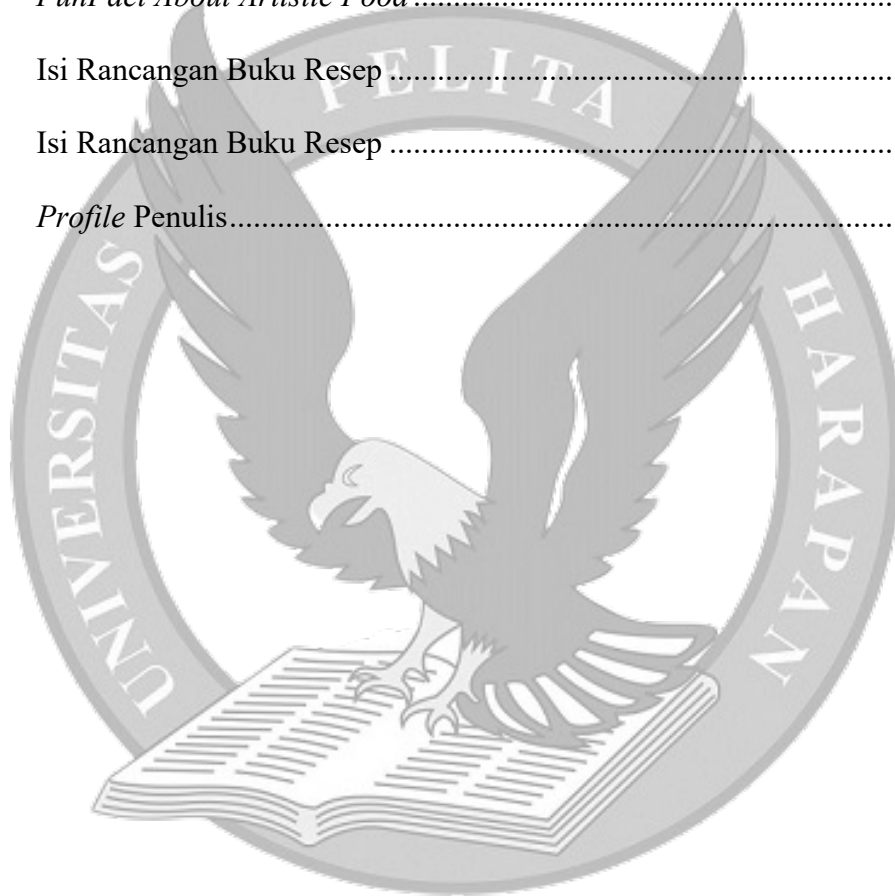 FunFact About Artistic Food ........................................................
Isi Rancangan Buku Resep ...........................................................
Isi Rancangan Buku Resep ...........................................................
Profile Penulis...............................................................................
UNIVERSITAS PELITA HARAPAN